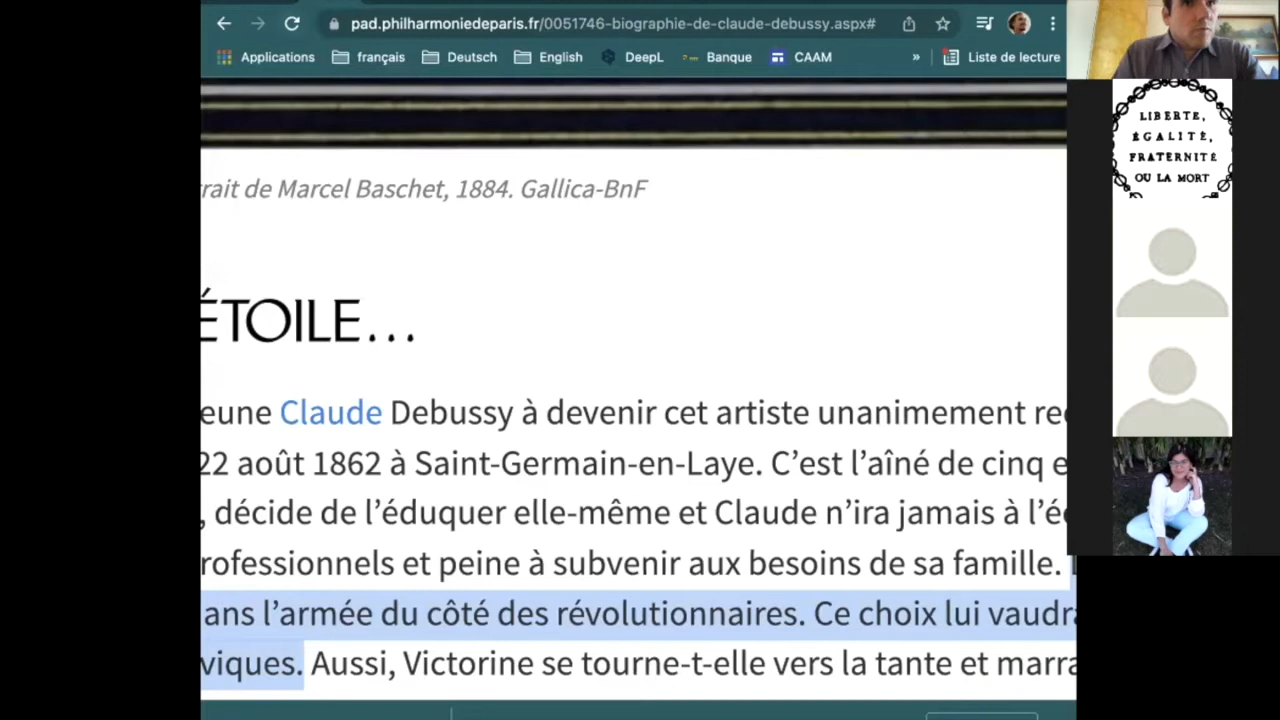 pad.philharmoniedeparis.fr/0051746-biographie-de-claude-debussy.aspx#
Applications français Deutsch English DeepL Banque CAAM » Liste de lecture
rait de Marcel Baschet, 1884. Gallica-BnF
ÉTOILE...
eune Claude Debussy à devenir cet artiste unanimement rec
22 août 1862 à Saint-Germain-en-Laye. C'est l'aîné de cinq e
, décide de l'éduquer elle-même et Claude n'ira jamais à l'éc
rofessionnels et peine à subvenir aux besoins de sa famille.
ans l'armée du côté des révolutionnaires. Ce choix lui vaudra
viques. Aussi, Victorine se tourne-t-elle vers la tante et marra
LIBERTÉ,
ÉGALITÉ,
FRATERNITÉ
OU LA MORT